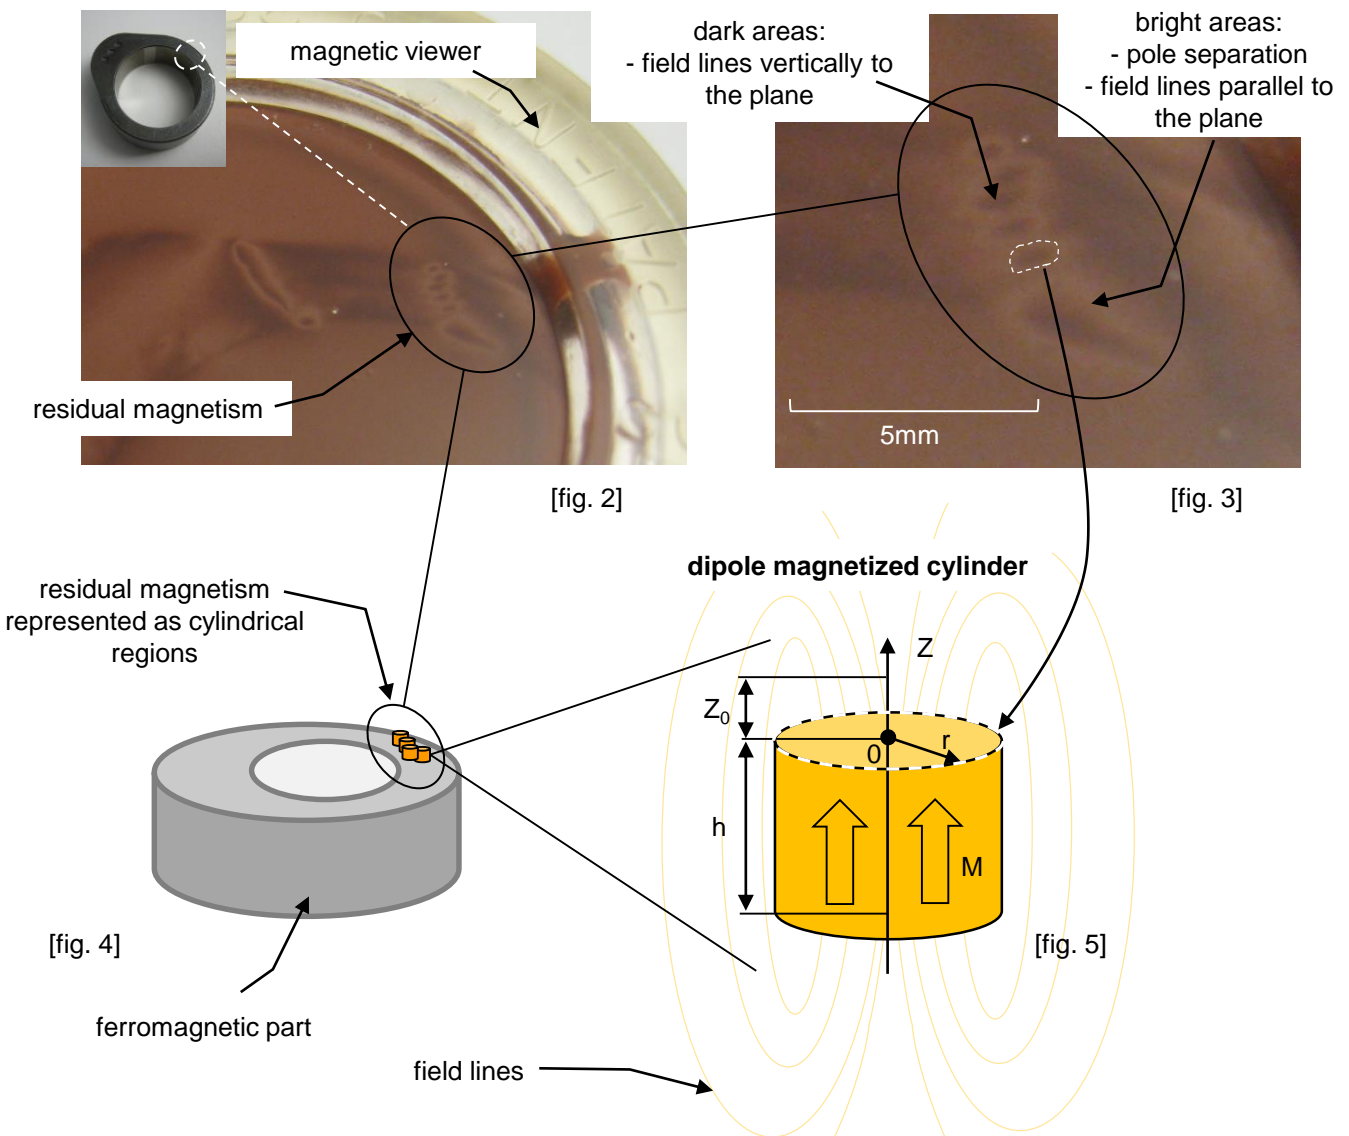 magnetic viewer
dark areas:
- field lines vertically to
the plane
bright areas:
- pole separation
- field lines parallel to
the plane
residual magnetism
5mm
[fig. 2]
[fig. 3]
residual magnetism
represented as cylindrical
regions
dipole magnetized cylinder
Z
Z0
0
r
h
M
[fig. 4]
[fig. 5]
ferromagnetic part
field lines